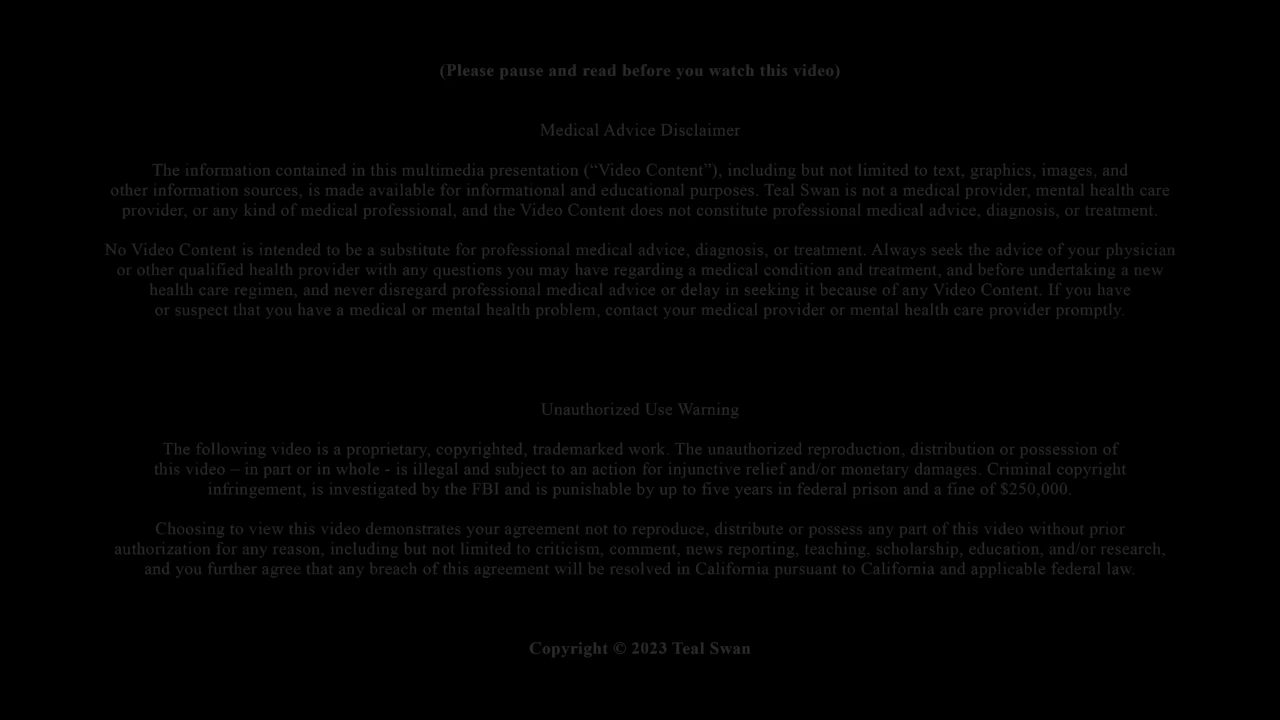 (Please pause and read before you watch this video)
Medical Advice Disclaimer
The information contained in this multimedia presentation (“Video Content”), including but not limited to text, graphics, images, and
other information sources, is made available for informational and educational purposes. Teal Swan is not a medical provider, mental health care
provider, or any kind of medical professional, and the Video Content does not constitute professional medical advice, diagnosis, or treatment.
No Video Content is intended to be a substitute for professional medical advice, diagnosis, or treatment. Always seek the advice of your physician
or other qualified health provider with any questions you may have regarding a medical condition and treatment, and before undertaking a new
health care regimen, and never disregard professional medical advice or delay in seeking it because of any Video Content. If you have
or suspect that you have a medical or mental health problem, contact your medical provider or mental health care provider promptly.
Unauthorized Use Warning
The following video is a proprietary, copyrighted, trademarked work. The unauthorized reproduction, distribution or possession of
this video – in part or in whole - is illegal and subject to an action for injunctive relief and/or monetary damages. Criminal copyright
infringement, is investigated by the FBI and is punishable by up to five years in federal prison and a fine of $250,000.
Choosing to view this video demonstrates your agreement not to reproduce, distribute or possess any part of this video without prior
authorization for any reason, including but not limited to criticism, comment, news reporting, teaching, scholarship, education, and/or research,
and you further agree that any breach of this agreement will be resolved in California pursuant to California and applicable federal law.
Copyright © 2023 Teal Swan